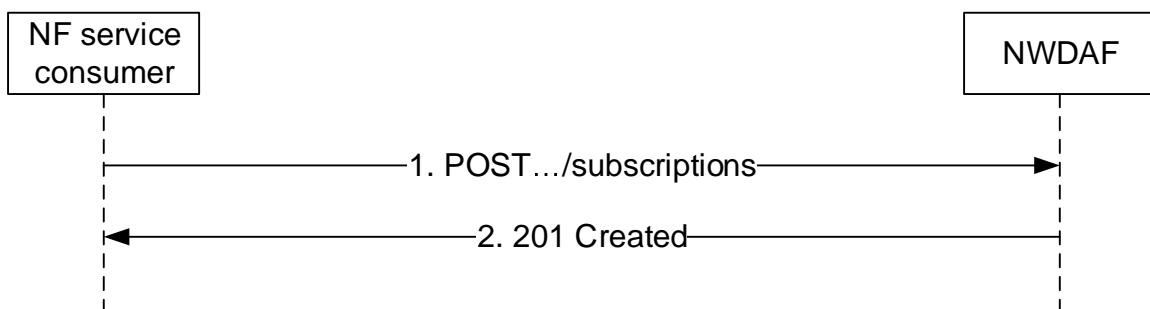 NF service
consumer
NWDAF
1. POST…/subscriptions
2. 201 Created